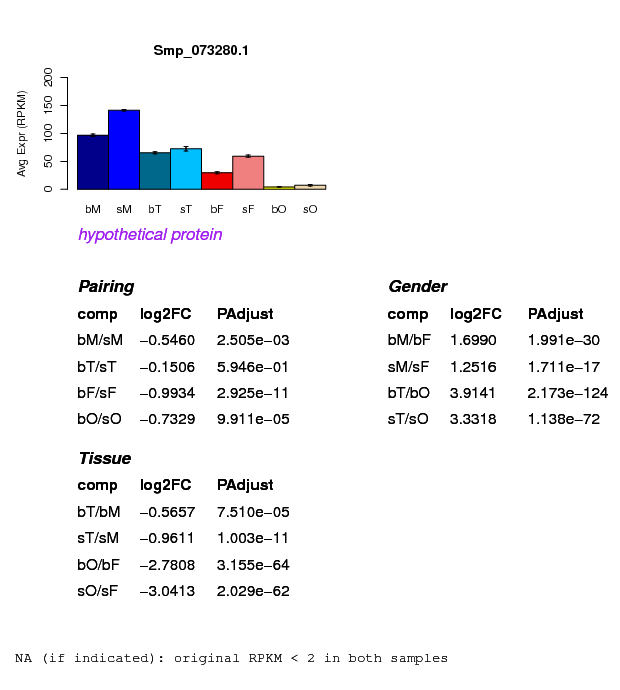 Smp_073280.1
Avg Expr (RPKM)
200
150
100
50
0
bM sM bT sT bF sF bO sO
hypothetical protein
Pairing
comp log2FC PAdjust
bM/sM −0.5460 2.505e−03
bT/sT −0.1506 5.946e−01
bF/sF −0.9934 2.925e−11
bO/sO −0.7329 9.911e−05
Gender
comp log2FC PAdjust
bM/bF 1.6990 1.991e−30
sM/sF 1.2516 1.711e−17
bT/bO 3.9141 2.173e−124
sT/sO 3.3318 1.138e−72
Tissue
comp log2FC PAdjust
bT/bM −0.5657 7.510e−05
sT/sM −0.9611 1.003e−11
bO/bF −2.7808 3.155e−64
sO/sF −3.0413 2.029e−62
NA (if indicated): original RPKM < 2 in both samples